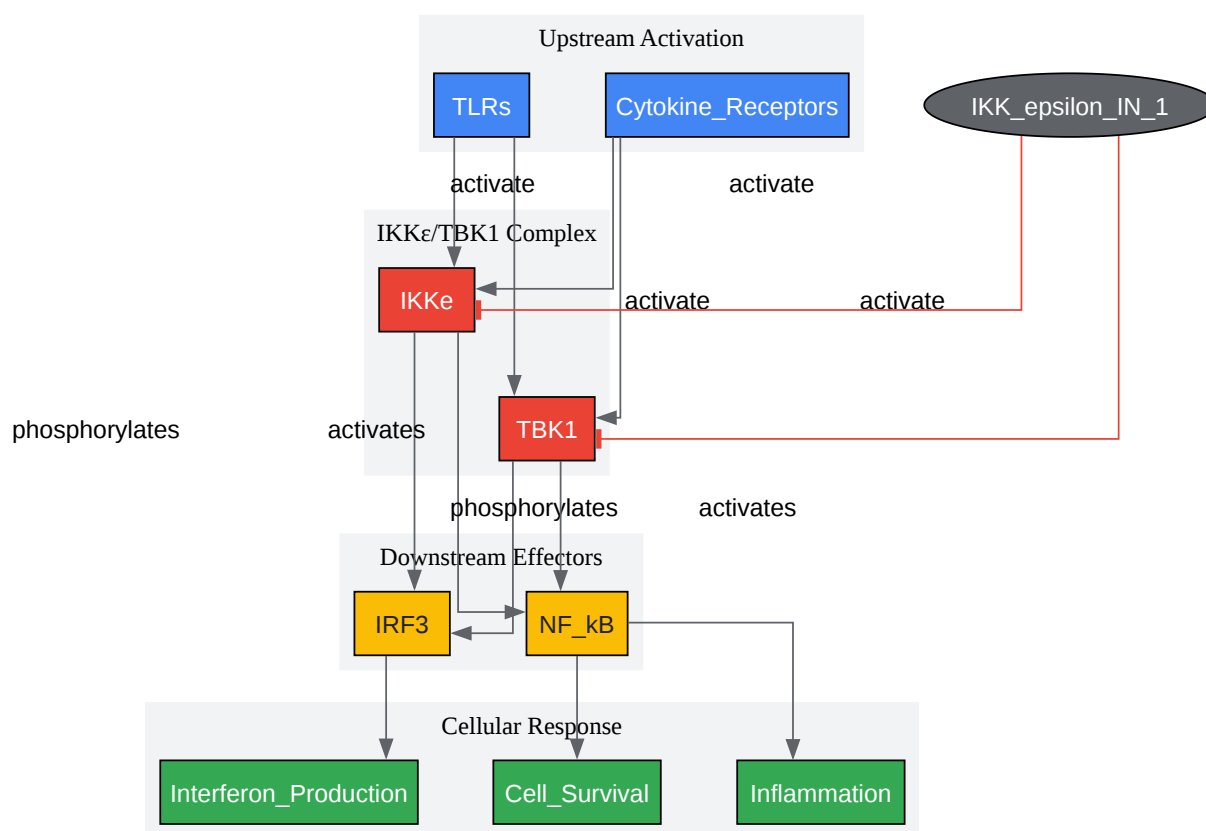 Upstream Activation
TLRs
Cytokine_Receptors
IKK_epsilon_IN_1
activate
activate
IKKε/TBK1 Complex
IKKe
activate
activate
phosphorylates
activates
TBK1
phosphorylates
activates
Downstream Effectors
IRF3
NF_kB
Cellular Response
Interferon_Production
Cell_Survival
Inflammation